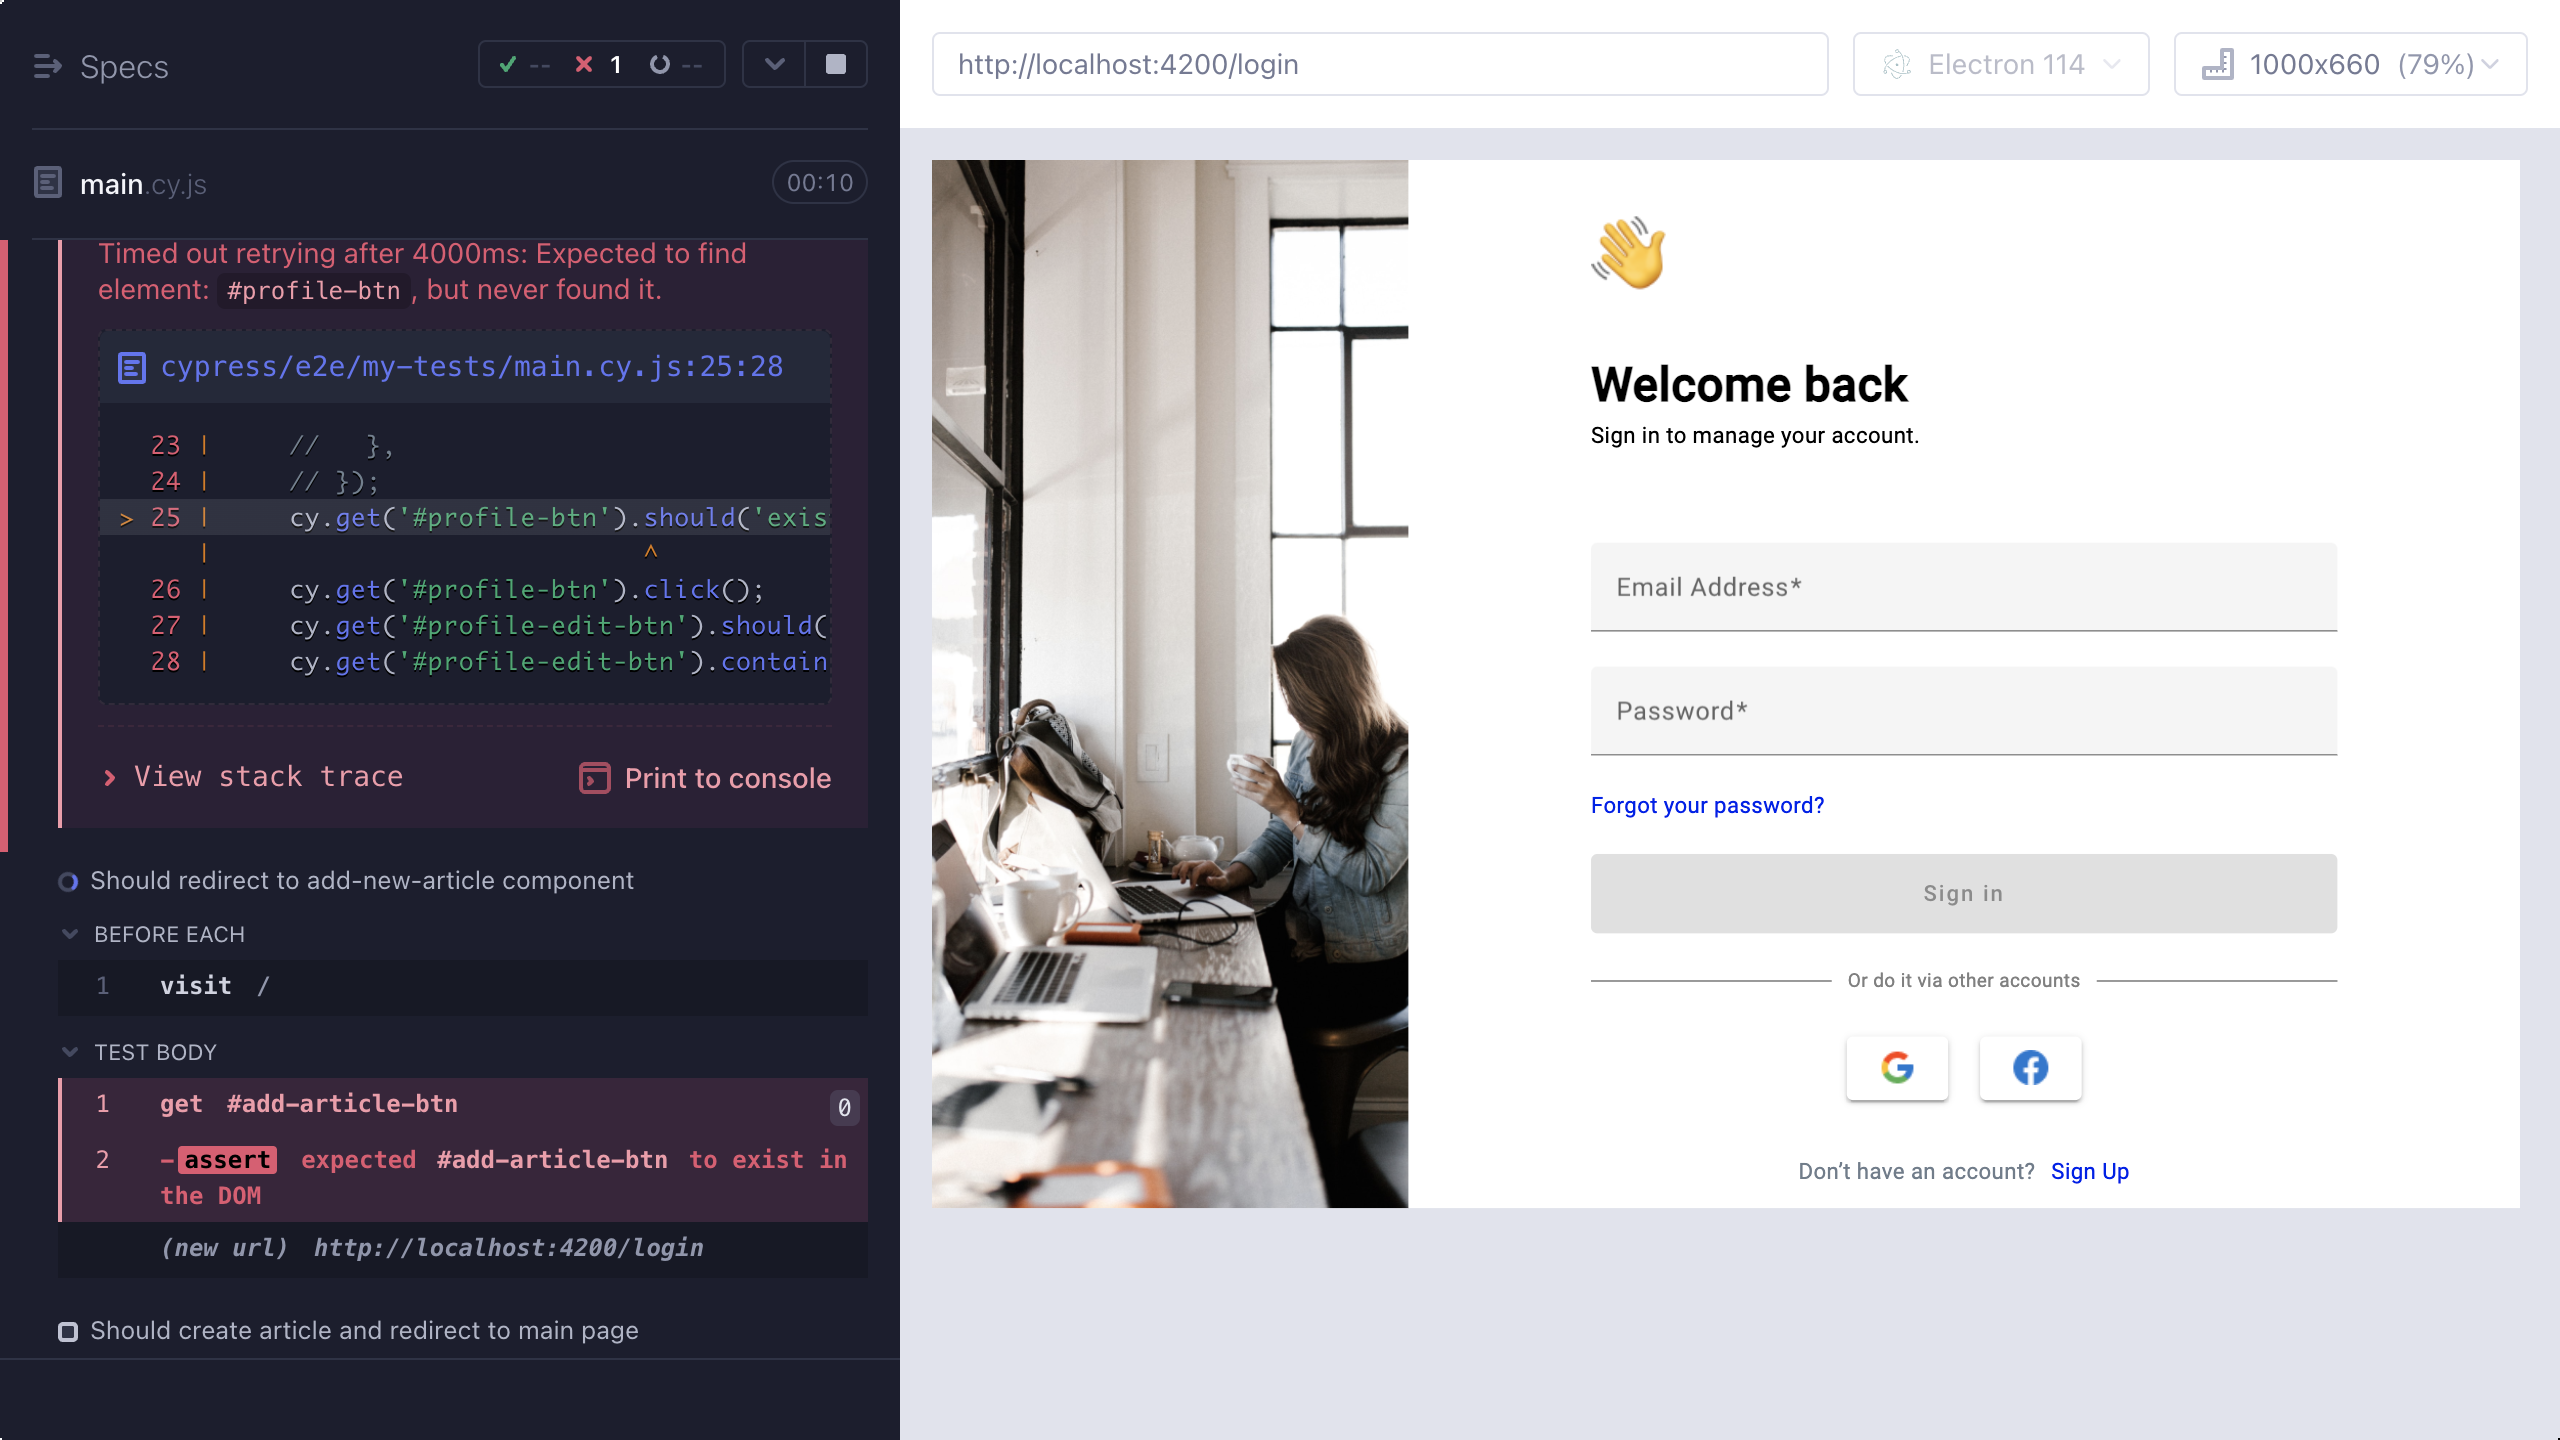 Specs
-- 1 --
main.cy.js
00:10
Timed out retrying after 4000ms: Expected to find
element: #profile-btn , but never found it.
cypress/e2e/my-tests/main.cy.js:25:28
23 | //   },
24 | // });
> 25 | cy.get('#profile-btn').should('exis
| ^
26 | cy.get('#profile-btn').click();
27 | cy.get('#profile-edit-btn').should(
28 | cy.get('#profile-edit-btn').contain
View stack trace
Print to console
Should redirect to add-new-article component
BEFORE EACH
1 visit /
TEST BODY
1 get #add-article-btn 0
2 -assert expected #add-article-btn to exist in
the DOM
(new url) http://localhost:4200/login
Should create article and redirect to main page
http://localhost:4200/login
Electron 114
1000x660 (79%)
Welcome back
Sign in to manage your account.
Email Address*
Password*
Forgot your password?
Sign in
Or do it via other accounts
Don’t have an account? Sign Up